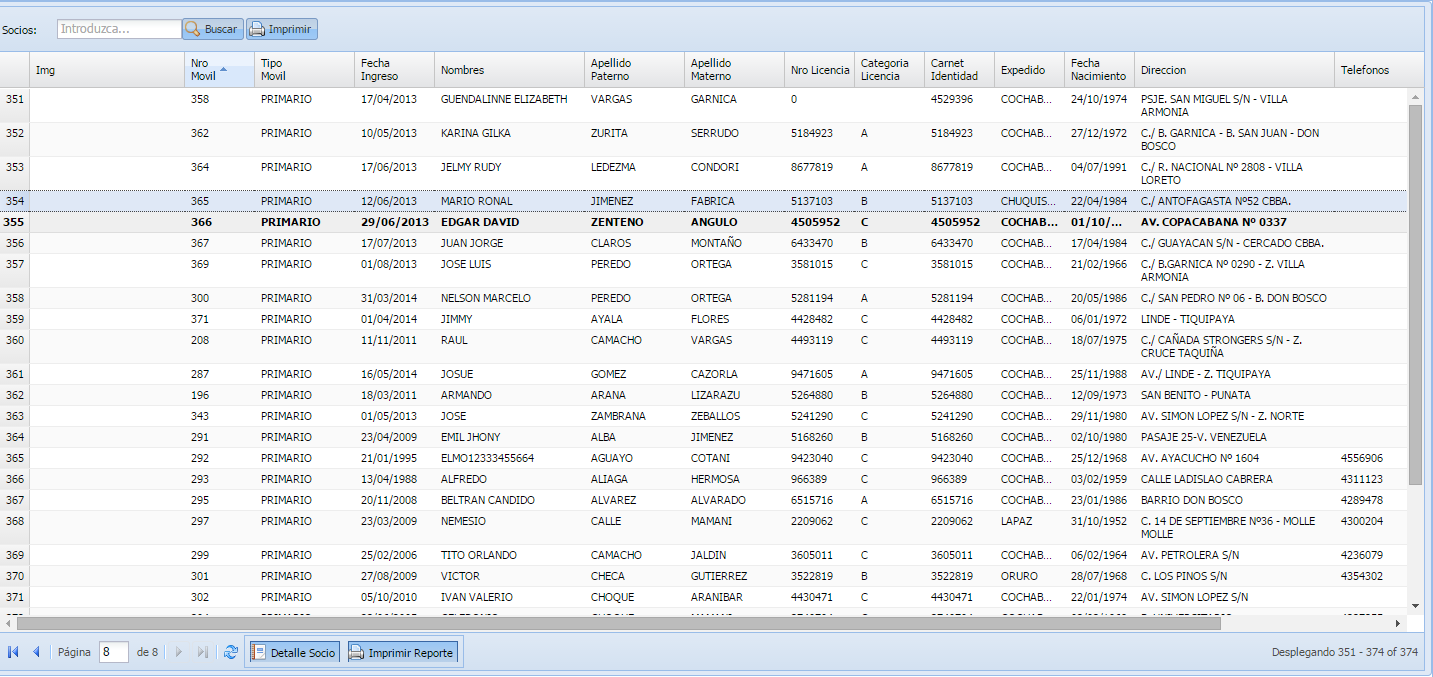 Socios: Introduzca... Buscar Imprimir
Img Nro Movil Tipo Movil Fecha Ingreso Nombres Apellido Paterno Apellido Materno Nro Licencia Categoria Licencia Carnet Identidad Expedido Fecha Nacimiento Direccion Telefonos
351 358 PRIMARIO 17/04/2013 GUENDALINNE ELIZABETH VARGAS GARNICA 0 4529396 COCHAB... 24/10/1974 PSJE. SAN MIGUEL S/N - VILLA
ARMONIA
352 362 PRIMARIO 10/05/2013 KARINA GILKA ZURITA SERRUDO 5184923 A 5184923 COCHAB... 27/12/1972 C./ B. GARNICA - B. SAN JUAN - DON
BOSCO
353 364 PRIMARIO 17/06/2013 JELMY RUDY LEDEZMA CONDORI 8677819 A 8677819 COCHAB... 04/07/1991 C./ R. NACIONAL Nº 2808 - VILLA
LORETO
354 365 PRIMARIO 12/06/2013 MARIO RONAL JIMENEZ FABRICA 5137103 B 5137103 CHUQUIS... 22/04/1984 C./ ANTOFAGASTA Nº52 CBBA.
355 366 PRIMARIO 29/06/2013 EDGAR DAVID ZENTENO ANGULO 4505952 C 4505952 COCHAB... 01/10/... AV. COPACABANA Nº 0337
356 367 PRIMARIO 17/07/2013 JUAN JORGE CLAROS MONTAÑO 6433470 B 6433470 COCHAB... 17/04/1984 C./ GUAYACAN S/N - CERCADO CBBA.
357 369 PRIMARIO 01/08/2013 JOSE LUIS PEREDO ORTEGA 3581015 C 3581015 COCHAB... 21/02/1966 C./ B.GARNICA Nº 0290 - Z. VILLA
ARMONIA
358 300 PRIMARIO 31/03/2014 NELSON MARCELO PEREDO ORTEGA 5281194 A 5281194 COCHAB... 20/05/1986 C./ SAN PEDRO Nº 06 - B. DON BOSCO
359 371 PRIMARIO 01/04/2014 JIMMY AYALA FLORES 4428482 C 4428482 COCHAB... 06/01/1972 LINDE - TIQUIPAYA
360 208 PRIMARIO 11/11/2011 RAUL CAMACHO VARGAS 4493119 C 4493119 COCHAB... 18/07/1975 C./ CAÑADA STRONGERS S/N - Z.
CRUCE TAQUIÑA
361 287 PRIMARIO 16/05/2014 JOSUE GOMEZ CAZORLA 9471605 A 9471605 COCHAB... 25/11/1988 AV./ LINDE - Z. TIQUIPAYA
362 196 PRIMARIO 18/03/2011 ARMANDO ARANA LIZARAZU 5264880 B 5264880 COCHAB... 12/09/1973 SAN BENITO - PUNATA
363 343 PRIMARIO 01/05/2013 JOSE ZAMBRANA ZEBALLOS 5241290 C 5241290 COCHAB... 29/11/1980 AV. SIMON LOPEZ S/N - Z. NORTE
364 291 PRIMARIO 23/04/2009 EMIL JHONY ALBA JIMENEZ 5168260 B 5168260 COCHAB... 02/10/1980 PASAJE 25-V. VENEZUELA
365 292 PRIMARIO 21/01/1995 ELMO12333455664 AGUAYO COTANI 9423040 C 9423040 COCHAB... 25/12/1968 AV. AYACUCHO Nº 1604 4556906
366 293 PRIMARIO 13/04/1988 ALFREDO ALIAGA HERMOSA 966389 C 966389 COCHAB... 03/02/1959 CALLE LADISLAO CABRERA 4311123
367 295 PRIMARIO 20/11/2008 BELTRAN CANDIDO ALVAREZ ALVARADO 6515716 A 6515716 COCHAB... 23/01/1986 BARRIO DON BOSCO 4289478
368 297 PRIMARIO 23/03/2009 NEMESIO CALLE MAMANI 2209062 C 2209062 LAPAZ 31/10/1952 C. 14 DE SEPTIEMBRE Nº36 - MOLLE 4300204
MOLLE
369 299 PRIMARIO 25/02/2006 TITO ORLANDO CAMACHO JALDIN 3605011 C 3605011 COCHAB... 06/02/1964 AV. PETROLERA S/N 4236079
370 301 PRIMARIO 27/08/2009 VICTOR CHECA GUTIERREZ 3522819 B 3522819 ORURO 28/07/1968 C. LOS PINOS S/N 4354302
371 302 PRIMARIO 05/10/2010 IVAN VALERIO CHOQUE ARANIBAR 4430471 C 4430471 COCHAB... 22/01/1974 AV. SIMON LOPEZ S/N
Página 8 de 8 Detalle Socio Imprimir Reporte Desplegando 351 - 374 of 374